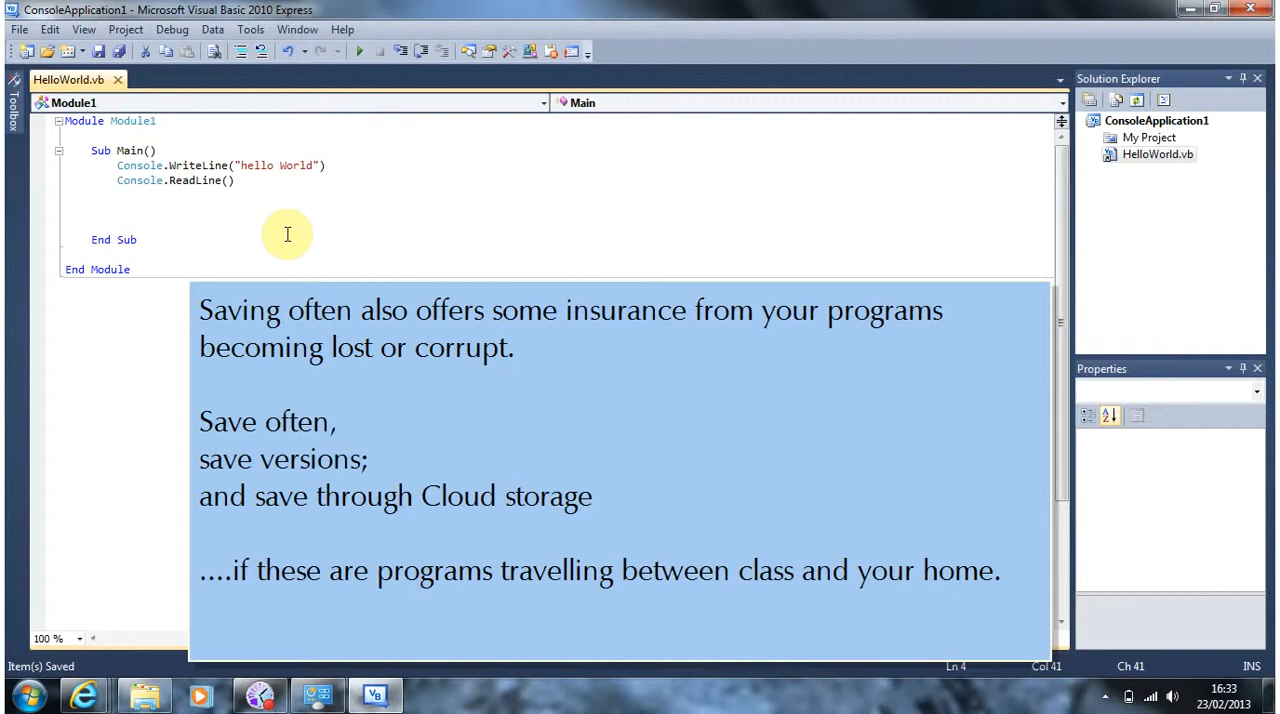 ConsoleApplication1 - Microsoft Visual Basic 2010 Express
File Edit View Project Debug Data Tools Window Help
HelloWorld.vb
Solution Explorer
Toolbox
Module1 Main
ConsoleApplication1
My Project
HelloWorld.vb
Module Module1
Sub Main()
Console.WriteLine("hello World")
Console.ReadLine()
End Sub
End Module
Saving often also offers some insurance from your programs
becoming lost or corrupt.
Save often,
save versions;
and save through Cloud storage
....if these are programs travelling between class and your home.
Properties
100 %
Item(s) Saved Ln 4 Col 41 Ch 41 INS
16:33
23/02/2013